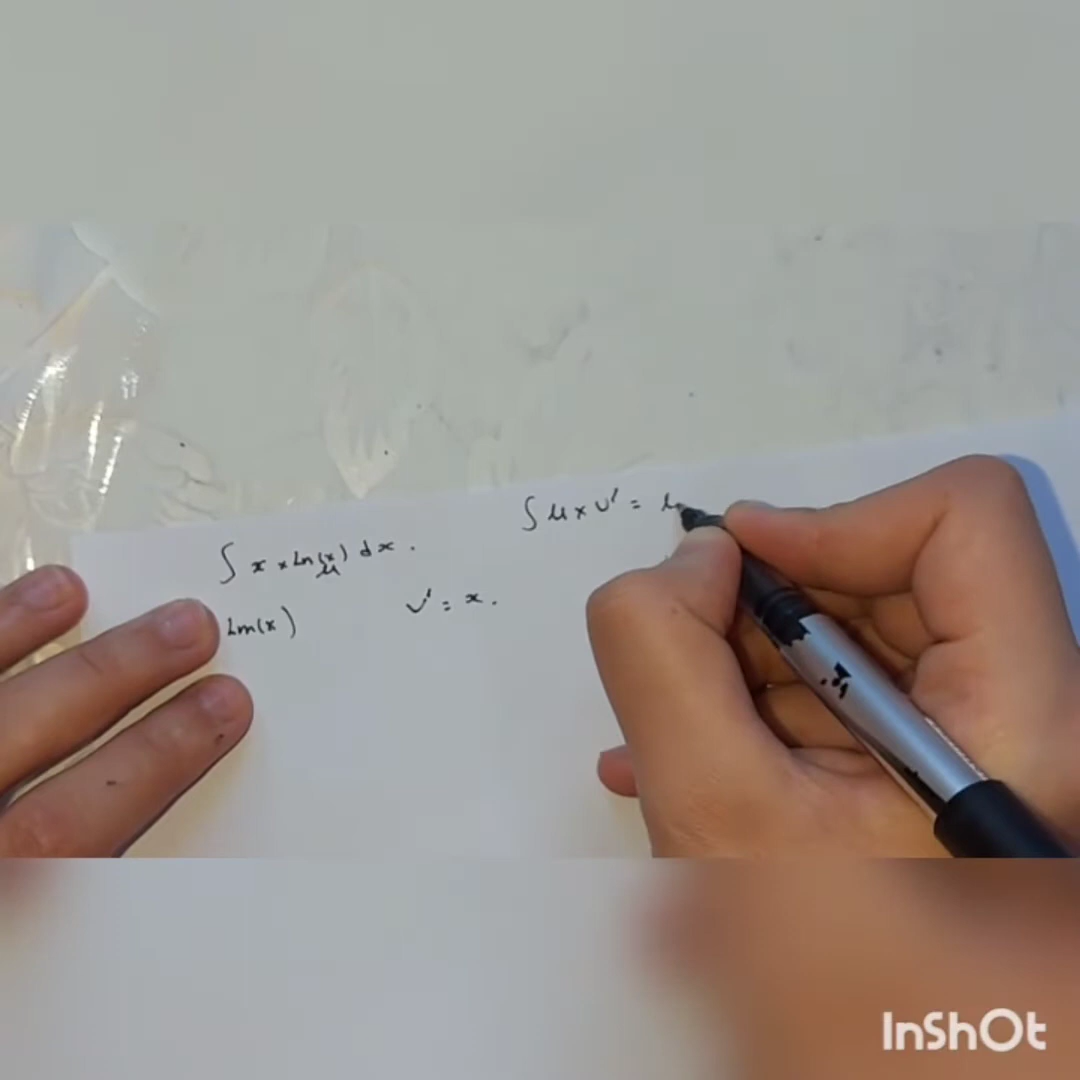 ∫ x × Ln(x) dx .
u
∫ u × v' = u
Ln(x)
v' = x .
InShOt